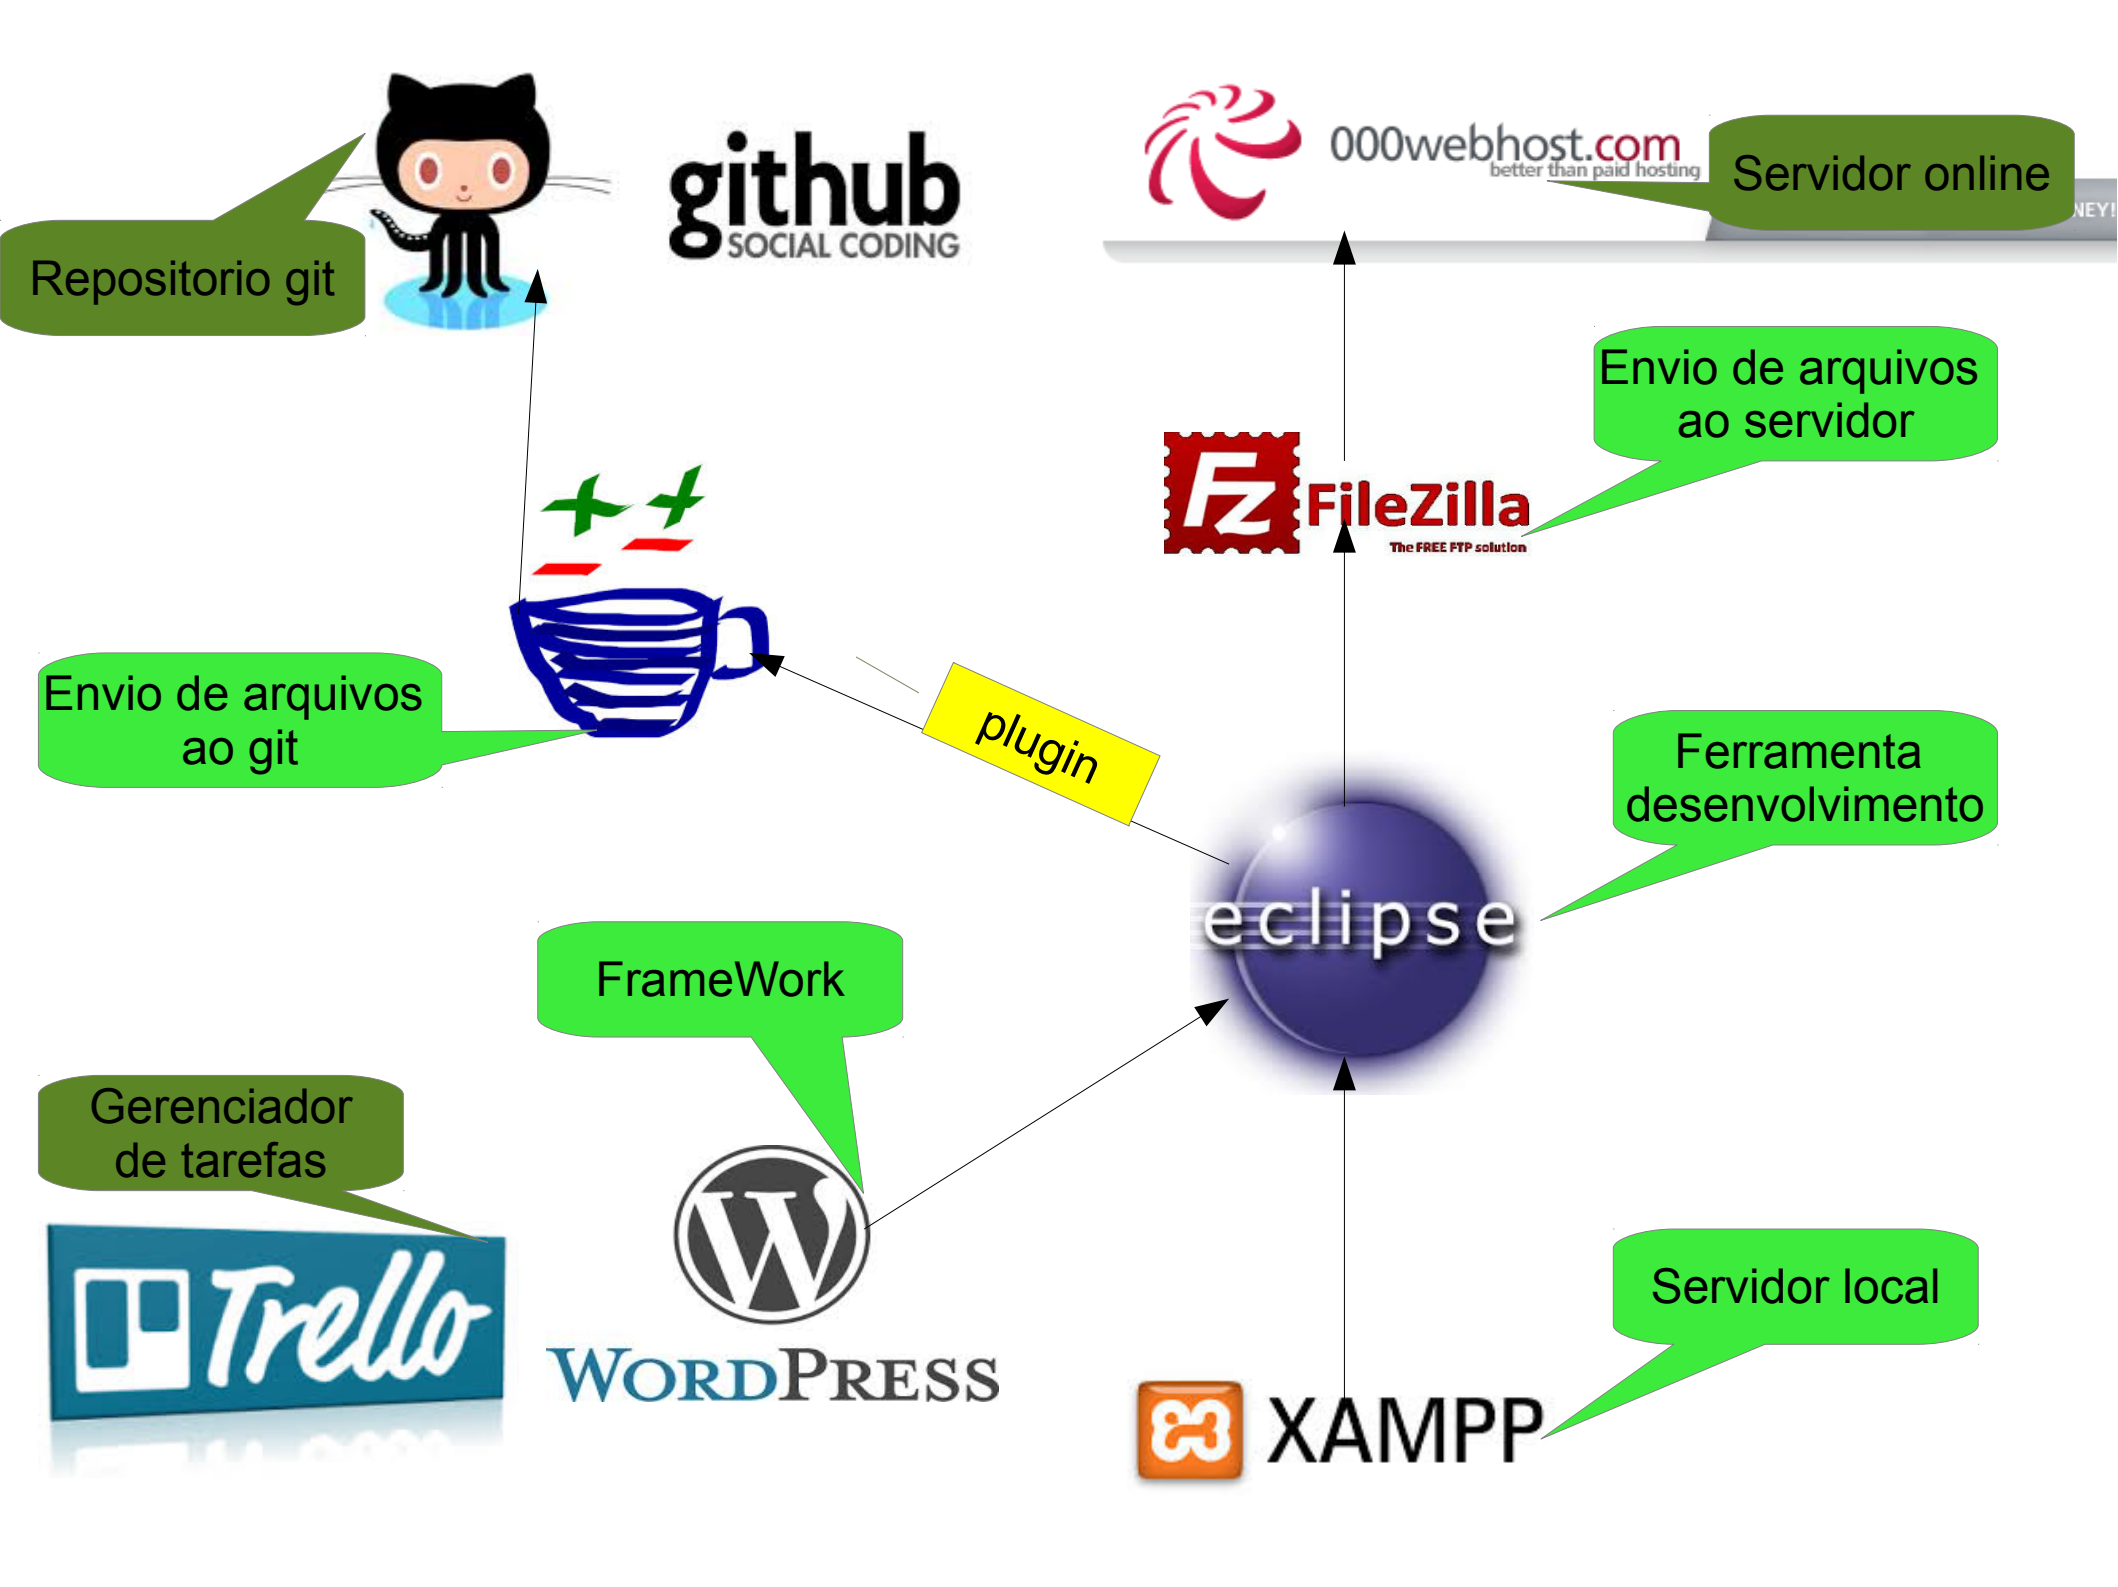 github
SOCIAL CODING
Repositorio git
000webhost.com
better than paid hosting
Servidor online
NEY!
Envio de arquivos
ao servidor
Fz
FileZilla
The FREE FTP solution
Envio de arquivos
ao git
plugin
Ferramenta
desenvolvimento
eclipse
FrameWork
Gerenciador
de tarefas
Trello
W
WORDPRESS
Servidor local
XAMPP